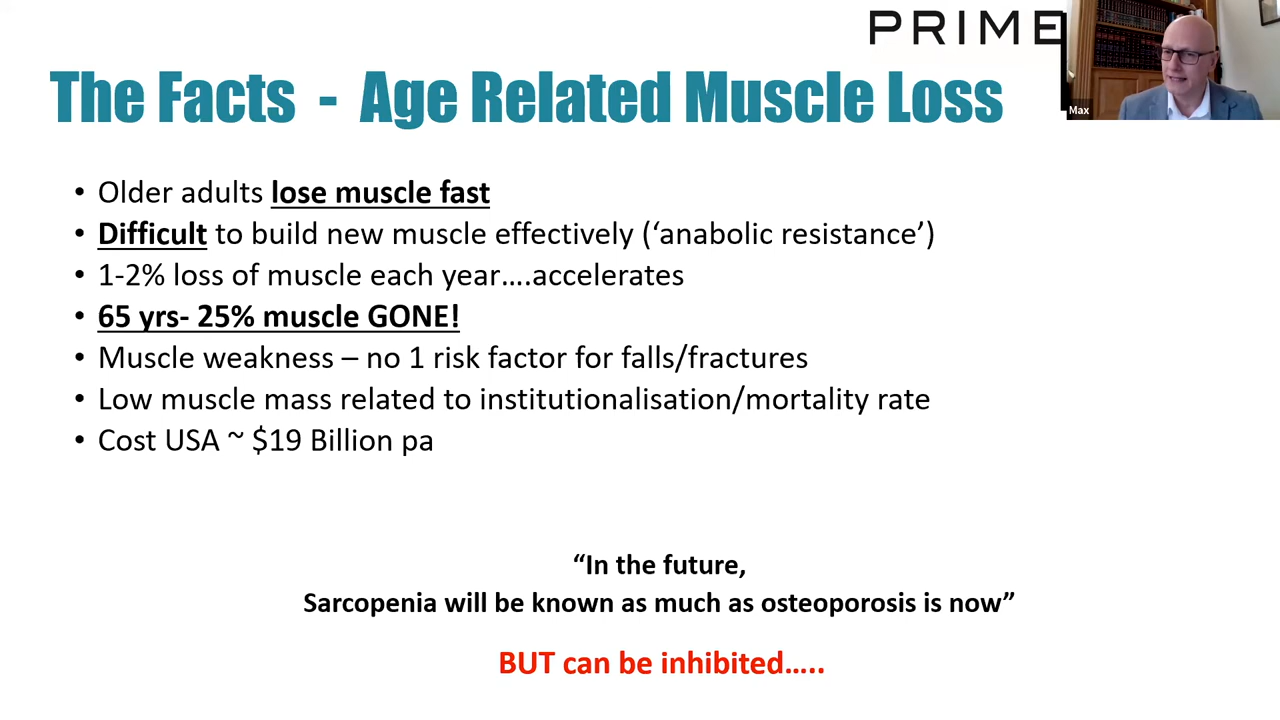 PRIME
Max
The Facts - Age Related Muscle Loss
• Older adults lose muscle fast
• Difficult to build new muscle effectively (‘anabolic resistance’)
• 1-2% loss of muscle each year….accelerates
• 65 yrs- 25% muscle GONE!
• Muscle weakness – no 1 risk factor for falls/fractures
• Low muscle mass related to institutionalisation/mortality rate
• Cost USA ~ $19 Billion pa
“In the future,
Sarcopenia will be known as much as osteoporosis is now”
BUT can be inhibited…..